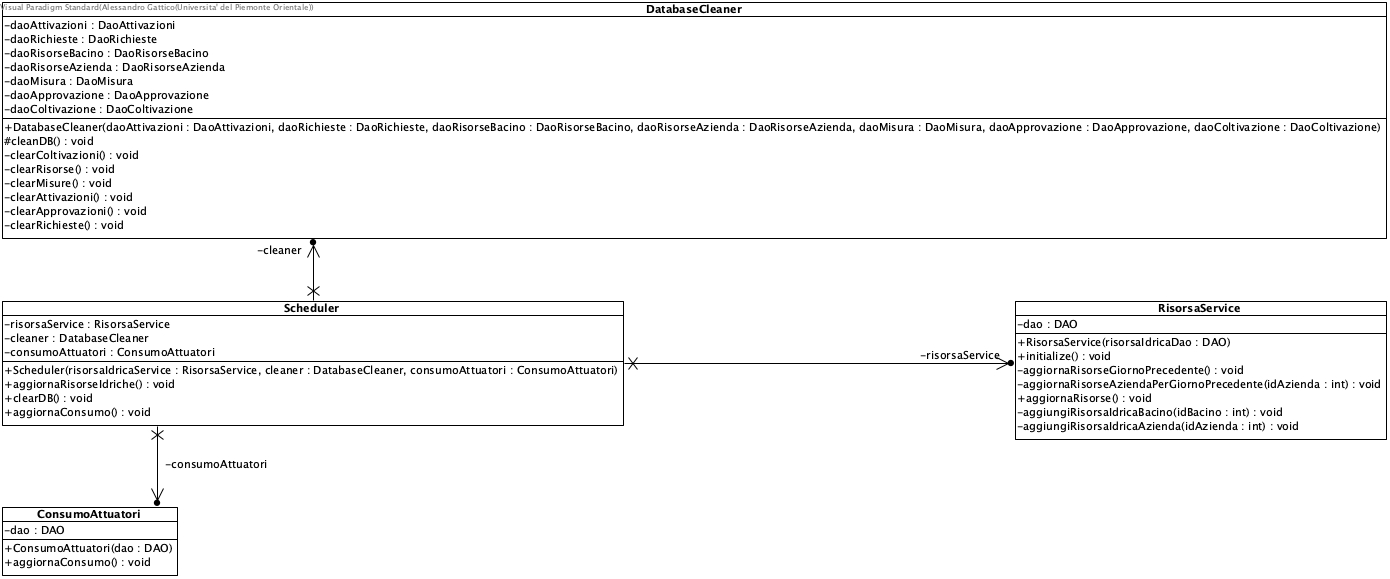 Visual Paradigm Standard(Alessandro Gattico(Universita' del Piemonte Orientale))
DatabaseCleaner
-daoAttivazioni : DaoAttivazioni
-daoRichieste : DaoRichieste
-daoRisorseBacino : DaoRisorseBacino
-daoRisorseAzienda : DaoRisorseAzienda
-daoMisura : DaoMisura
-daoApprovazione : DaoApprovazione
-daoColtivazione : DaoColtivazione
+DatabaseCleaner(daoAttivazioni : DaoAttivazioni, daoRichieste : DaoRichieste, daoRisorseBacino : DaoRisorseBacino, daoRisorseAzienda : DaoRisorseAzienda, daoMisura : DaoMisura, daoApprovazione : DaoApprovazione, daoColtivazione : DaoColtivazione)
#cleanDB() : void
-clearColtivazioni() : void
-clearRisorse() : void
-clearMisure() : void
-clearAttivazioni() : void
-clearApprovazioni() : void
-clearRichieste() : void
-cleaner
Scheduler
-risorsaService : RisorsaService
-cleaner : DatabaseCleaner
-consumoAttuatori : ConsumoAttuatori
+Scheduler(risorsaIdricaService : RisorsaService, cleaner : DatabaseCleaner, consumoAttuatori : ConsumoAttuatori)
+aggiornaRisorseIdriche() : void
+clearDB() : void
+aggiornaConsumo() : void
-risorsaService
RisorsaService
-dao : DAO
+RisorsaService(risorsaIdricaDao : DAO)
+initialize() : void
-aggiornaRisorseGiornoPrecedente() : void
-aggiornaRisorseAziendaPerGiornoPrecedente(idAzienda : int) : void
+aggiornaRisorse() : void
-aggiungiRisorsaIdricaBacino(idBacino : int) : void
-aggiungiRisorsaIdricaAzienda(idAzienda : int) : void
-consumoAttuatori
ConsumoAttuatori
-dao : DAO
+ConsumoAttuatori(dao : DAO)
+aggiornaConsumo() : void